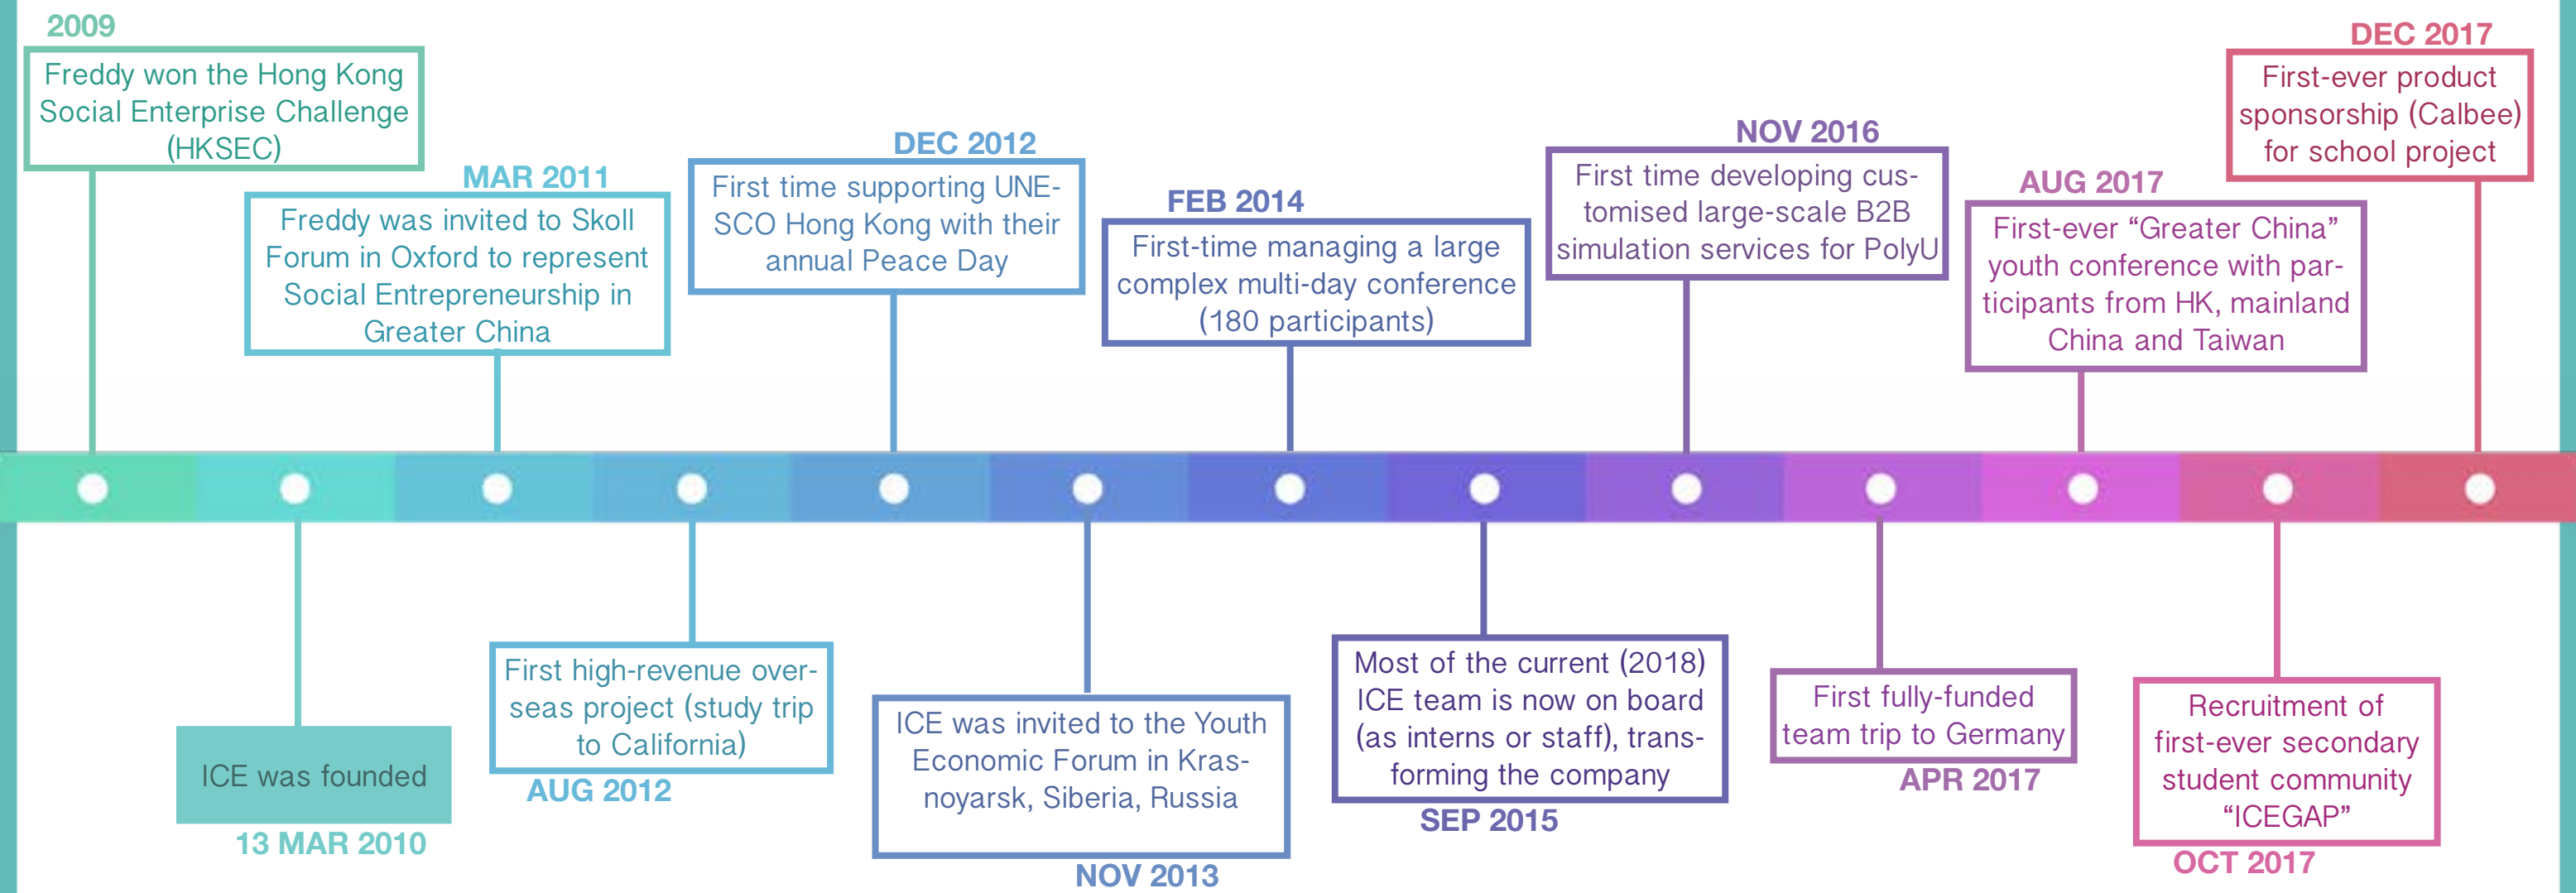 2009
Freddy won the Hong Kong
Social Enterprise Challenge
(HKSEC)
13 MAR 2010
ICE was founded
MAR 2011
Freddy was invited to Skoll
Forum in Oxford to represent
Social Entrepreneurship in
Greater China
First high-revenue over-
seas project (study trip
to California)
AUG 2012
DEC 2012
First time supporting UNE-
SCO Hong Kong with their
annual Peace Day
ICE was invited to the Youth
Economic Forum in Kras-
noyarsk, Siberia, Russia
NOV 2013
FEB 2014
First-time managing a large
complex multi-day conference
(180 participants)
Most of the current (2018)
ICE team is now on board
(as interns or staff), trans-
forming the company
SEP 2015
NOV 2016
First time developing cus-
tomised large-scale B2B
simulation services for PolyU
First fully-funded
team trip to Germany
APR 2017
AUG 2017
First-ever “Greater China”
youth conference with par-
ticipants from HK, mainland
China and Taiwan
Recruitment of
first-ever secondary
student community
“ICEGAP”
OCT 2017
DEC 2017
First-ever product
sponsorship (Calbee)
for school project